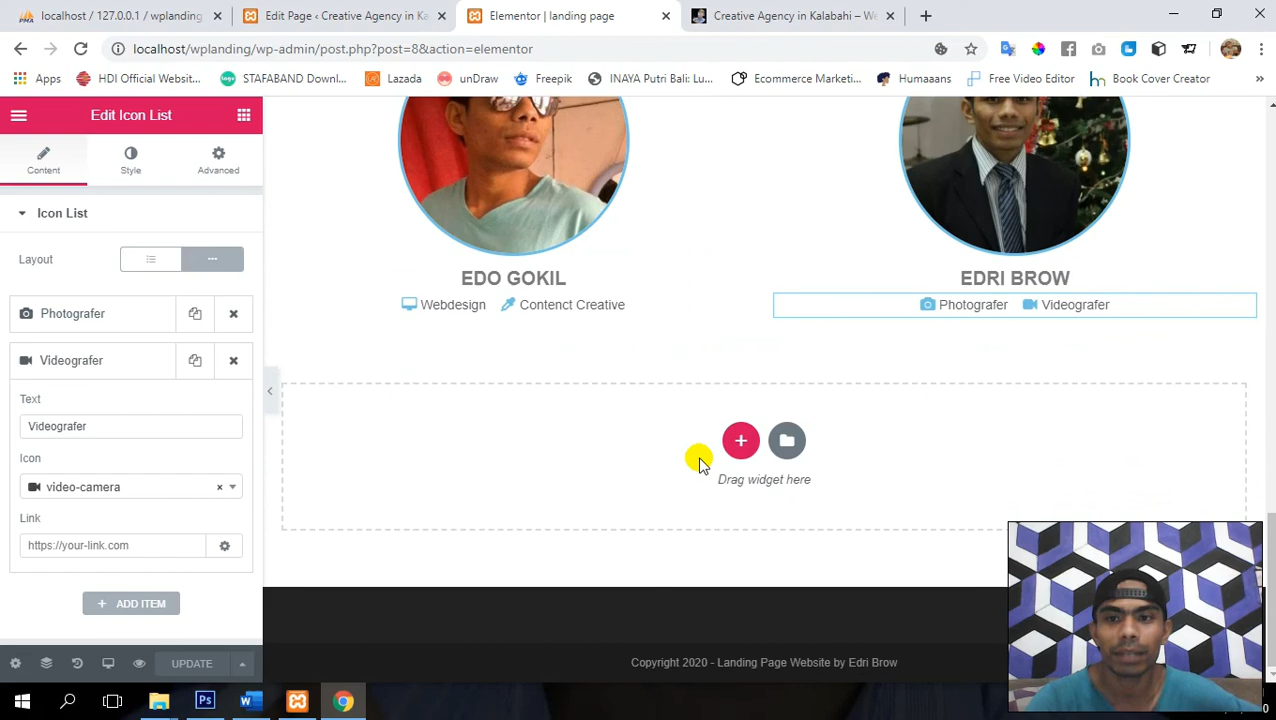 localhost / 127.0.0.1 / wplanding
Edit Page ‹ Creative Agency in Ka
Elementor | landing page
Creative Agency in Kalabahi – We
localhost/wplanding/wp-admin/post.php?post=8&action=elementor
Apps
HDI Official Websit...
STAFABAND Downl...
Lazada
unDraw
Freepik
INAYA Putri Bali: Lu...
Ecommerce Marketi...
Humaaans
Free Video Editor
Book Cover Creator
»
Edit Icon List
Content
Style
Advanced
Icon List
Layout
Photografer
Videografer
Text
Videografer
Icon
video-camera
Link
https://your-link.com
+ ADD ITEM
UPDATE
EDO GOKIL
Webdesign Contenct Creative
EDRI BROW
Photografer Videografer
Drag widget here
Copyright 2020 - Landing Page Website by Edri Brow